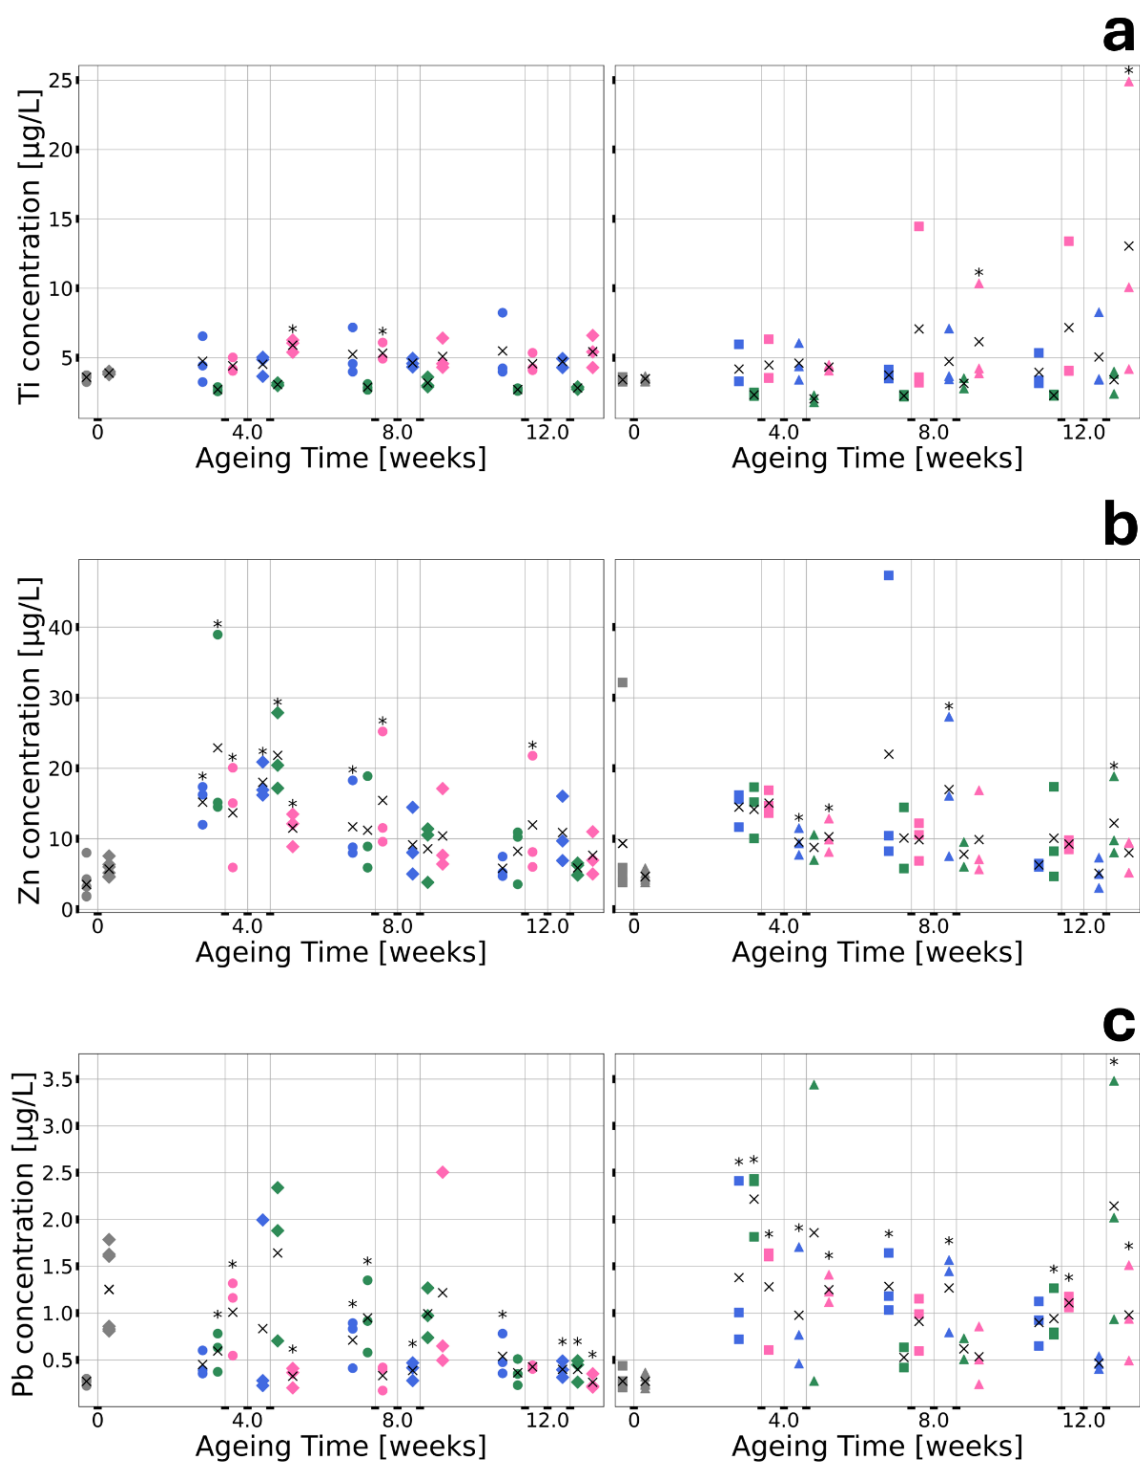 a
Ti concentration [µg/L]
25
20
15
10
5
* * * *
0 4.0 8.0 12.0 0 4.0 8.0 12.0
Ageing Time [weeks] Ageing Time [weeks]
b
Zn concentration [µg/L]
40
30
20
10
0
* * * * * * * * * * * *
0 4.0 8.0 12.0 0 4.0 8.0 12.0
Ageing Time [weeks] Ageing Time [weeks]
c
Pb concentration [µg/L]
3.5
3.0
2.5
2.0
1.5
1.0
0.5
* * * * * * * * * * * * * * * * * * * * *
0 4.0 8.0 12.0 0 4.0 8.0 12.0
Ageing Time [weeks] Ageing Time [weeks]